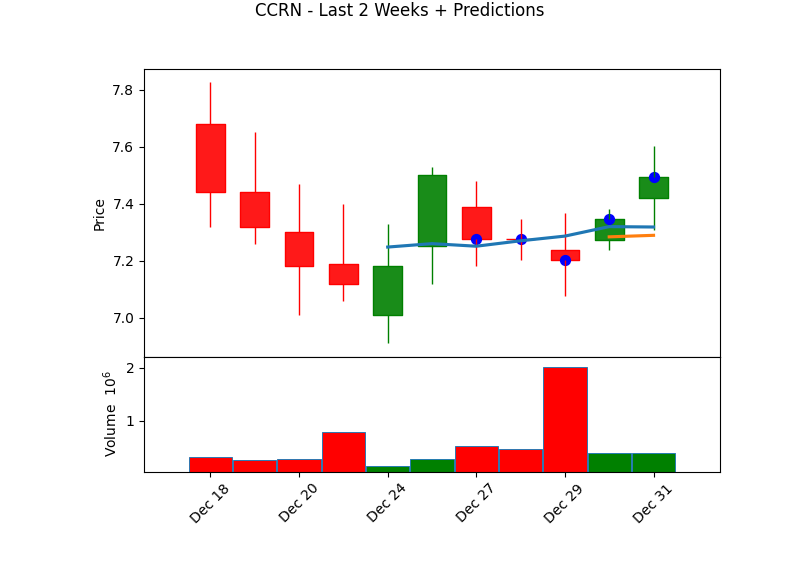 CCRN - Last 2 Weeks + Predictions
7.8
7.6
7.4
7.2
7.0
Price
2
1
Volume 10^6
Dec 18
Dec 20
Dec 24
Dec 27
Dec 29
Dec 31